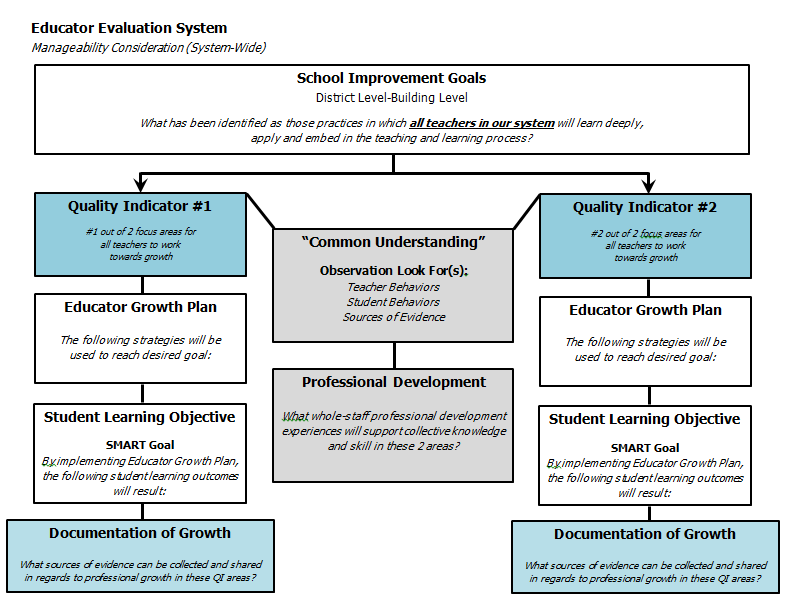 Educator Evaluation System
Manageability Consideration (System-Wide)
School Improvement Goals
District Level-Building Level
What has been identified as those practices in which all teachers in our system will learn deeply,
apply and embed in the teaching and learning process?
Quality Indicator #1
#1 out of 2 focus areas for
all teachers to work
towards growth
Educator Growth Plan
The following strategies will be
used to reach desired goal:
Student Learning Objective
SMART Goal
By implementing Educator Growth Plan,
the following student learning outcomes
will result:
Documentation of Growth
What sources of evidence can be collected and shared
in regards to professional growth in these QI areas?
“Common Understanding”
Observation Look For(s):
Teacher Behaviors
Student Behaviors
Sources of Evidence
Professional Development
What whole-staff professional development
experiences will support collective knowledge
and skill in these 2 areas?
Quality Indicator #2
#2 out of 2 focus areas for
all teachers to work
towards growth
Educator Growth Plan
The following strategies will be
used to reach desired goal:
Student Learning Objective
SMART Goal
By implementing Educator Growth Plan,
the following student learning outcomes
will result:
Documentation of Growth
What sources of evidence can be collected and shared
in regards to professional growth in these QI areas?